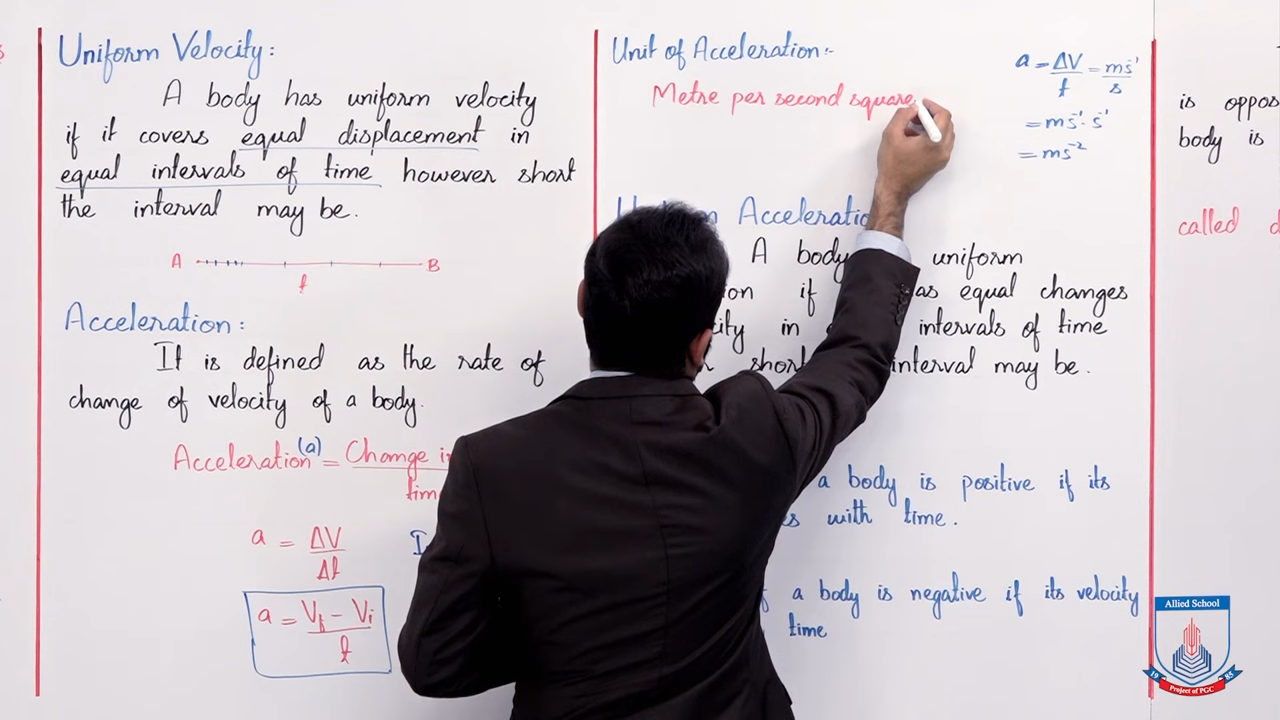 Uniform Velocity:
A body has uniform velocity
if it covers equal displacement in
equal intervals of time however short
the interval may be.
A B
t
Acceleration:
It is defined as the rate of
change of velocity of a body.
Acceleration(a) = Change in
time
a = ΔV
Δt
a = Vf - Vi
t
Unit of Acceleration:-
Metre per second square
a = ΔV = ms⁻¹
t s
= ms⁻¹·s⁻¹
= ms⁻²
Acceleration
A body uniform
if equal changes
in intervals of time
short interval may be.
a body is positive if its
with time.
a body is negative if its velocity
time
is
body is
called
Allied School
1985
Project of PGC